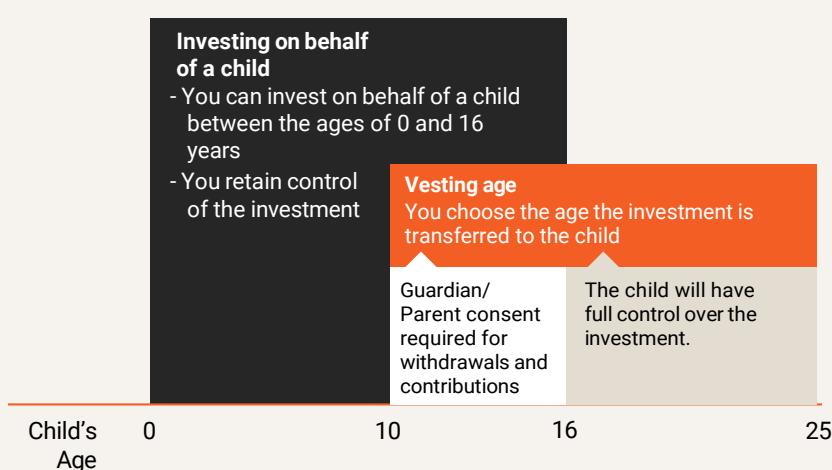 Investing on behalf
of a child
- You can invest on behalf of a child
between the ages of 0 and 16
years
- You retain control
of the investment
Vesting age
You choose the age the investment is
transferred to the child
Guardian/
Parent consent
required for
withdrawals and
contributions
The child will have
full control over the
investment.
Child's
Age
0 10 16 25